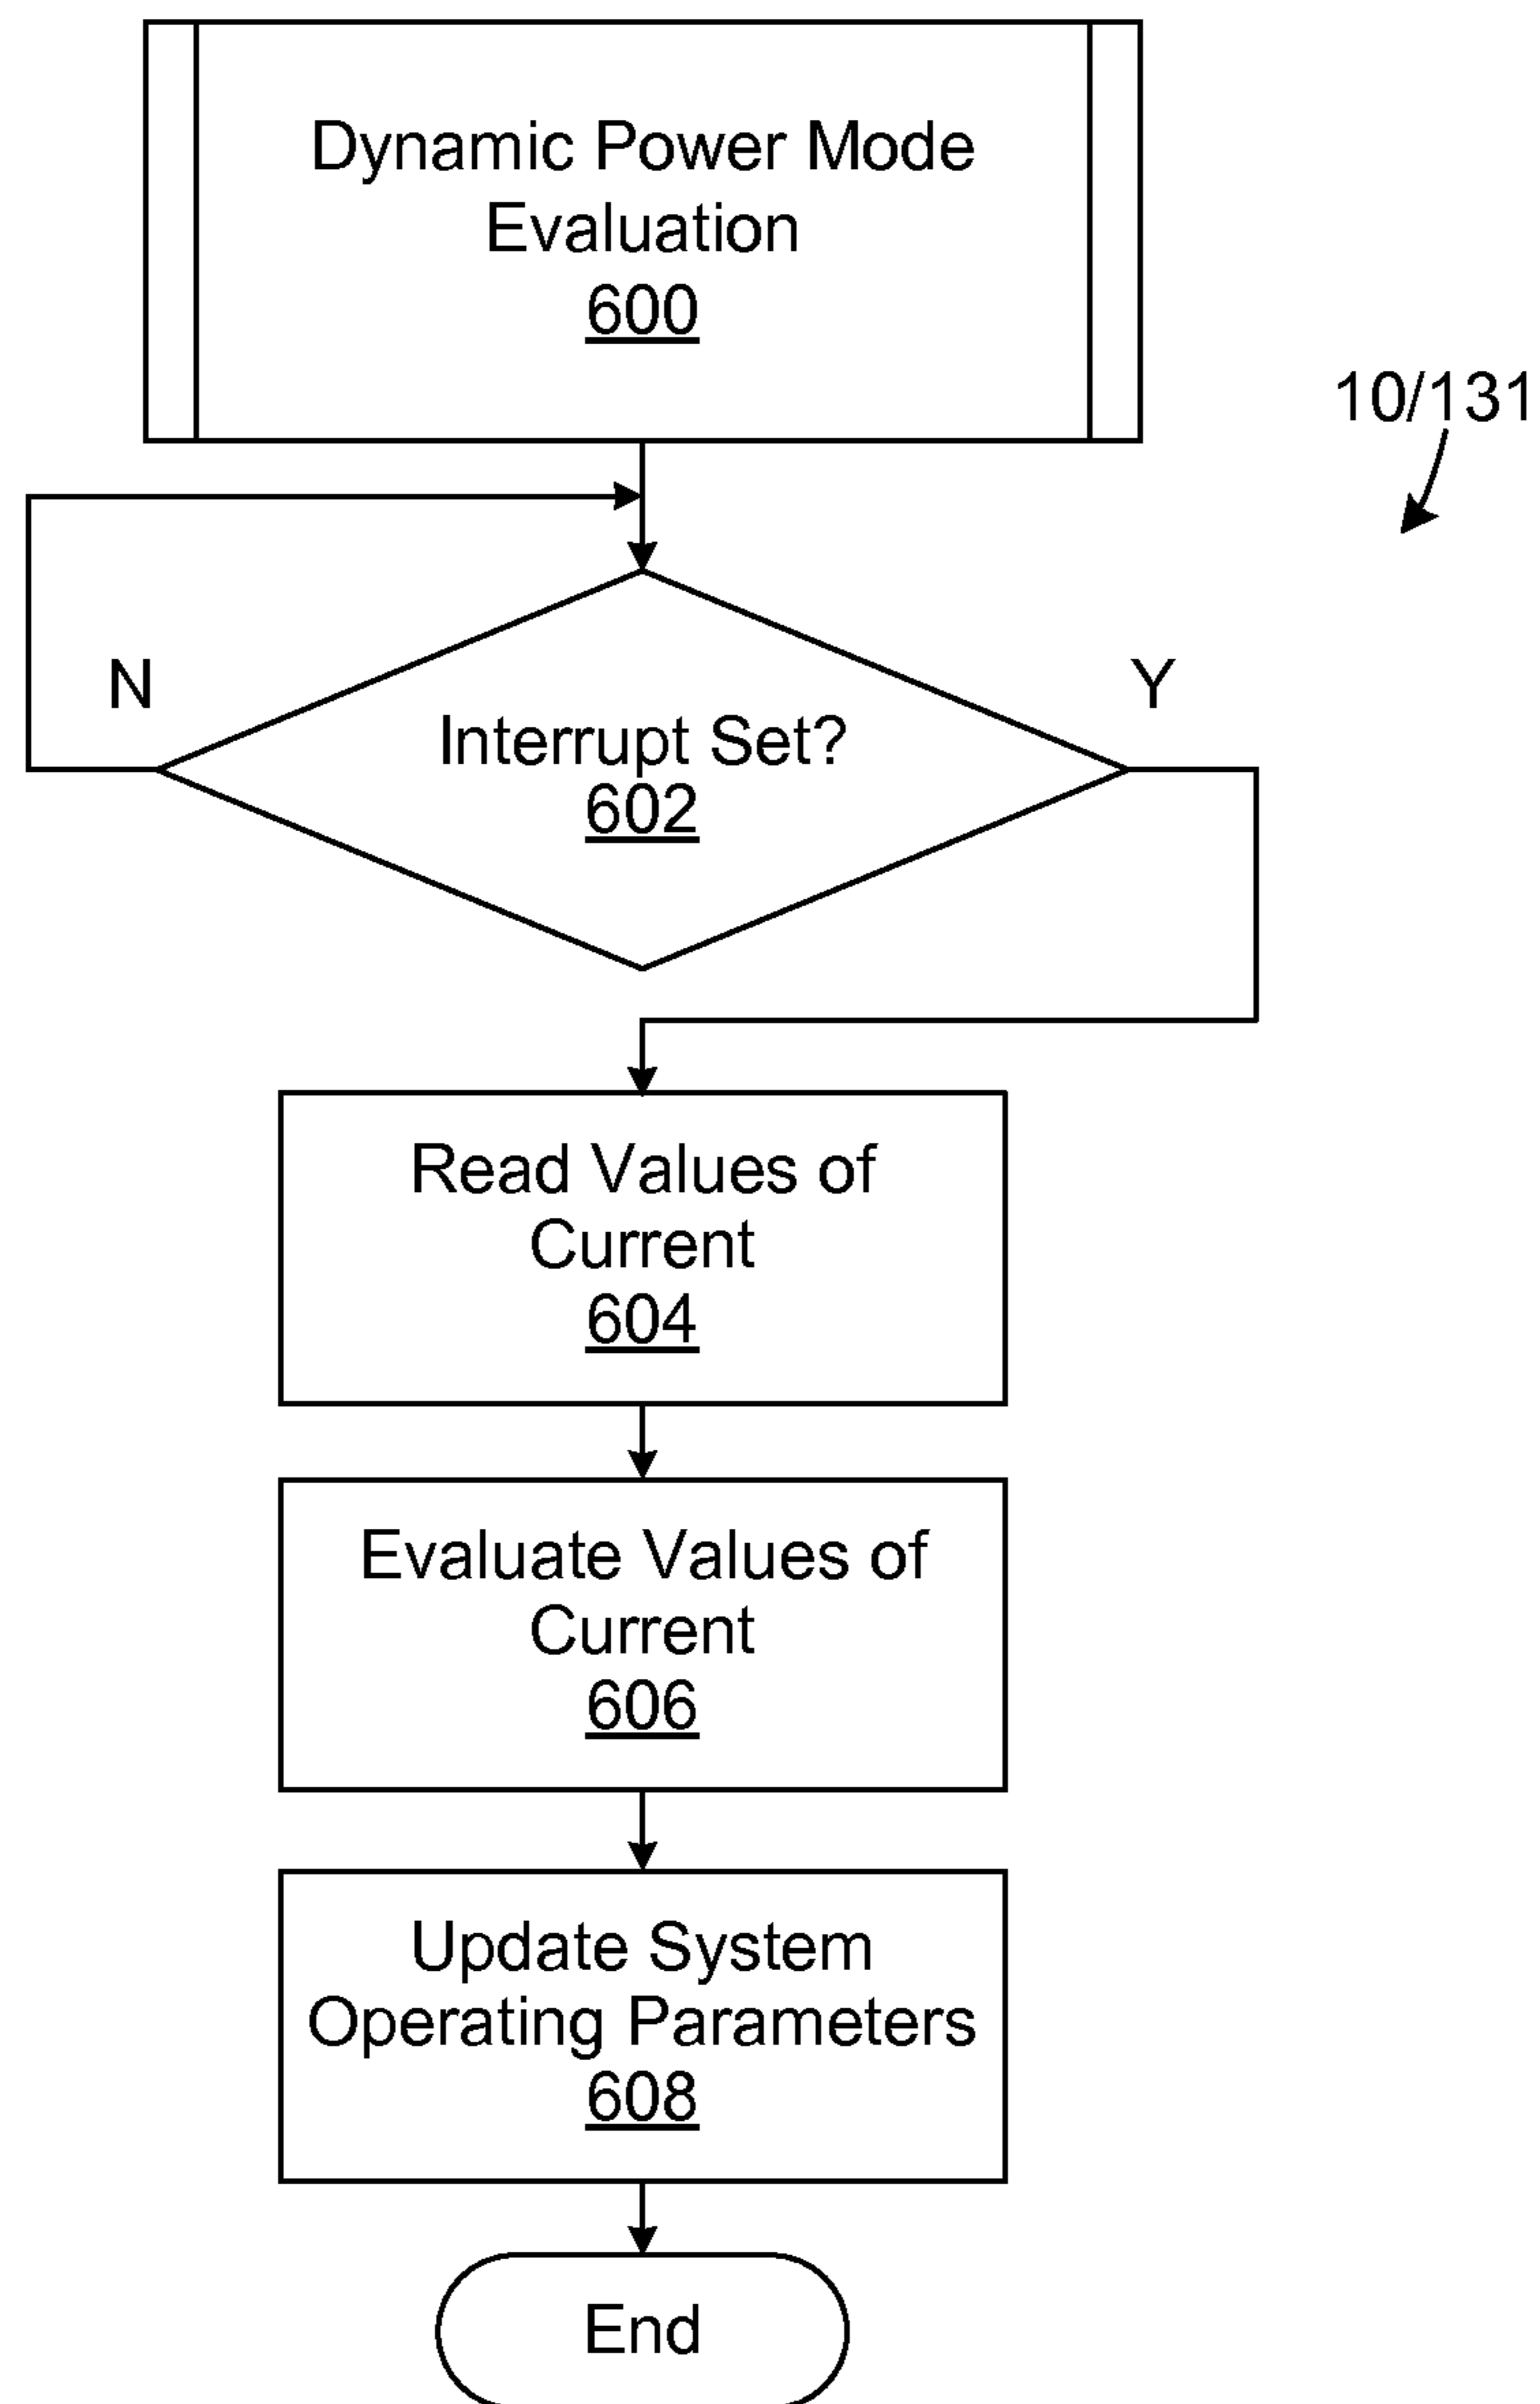 Dynamic Power Mode
Evaluation
600
10/131
N
Y
Interrupt Set?
602
Read Values of
Current
604
Evaluate Values of
Current
606
Update System
Operating Parameters
608
End